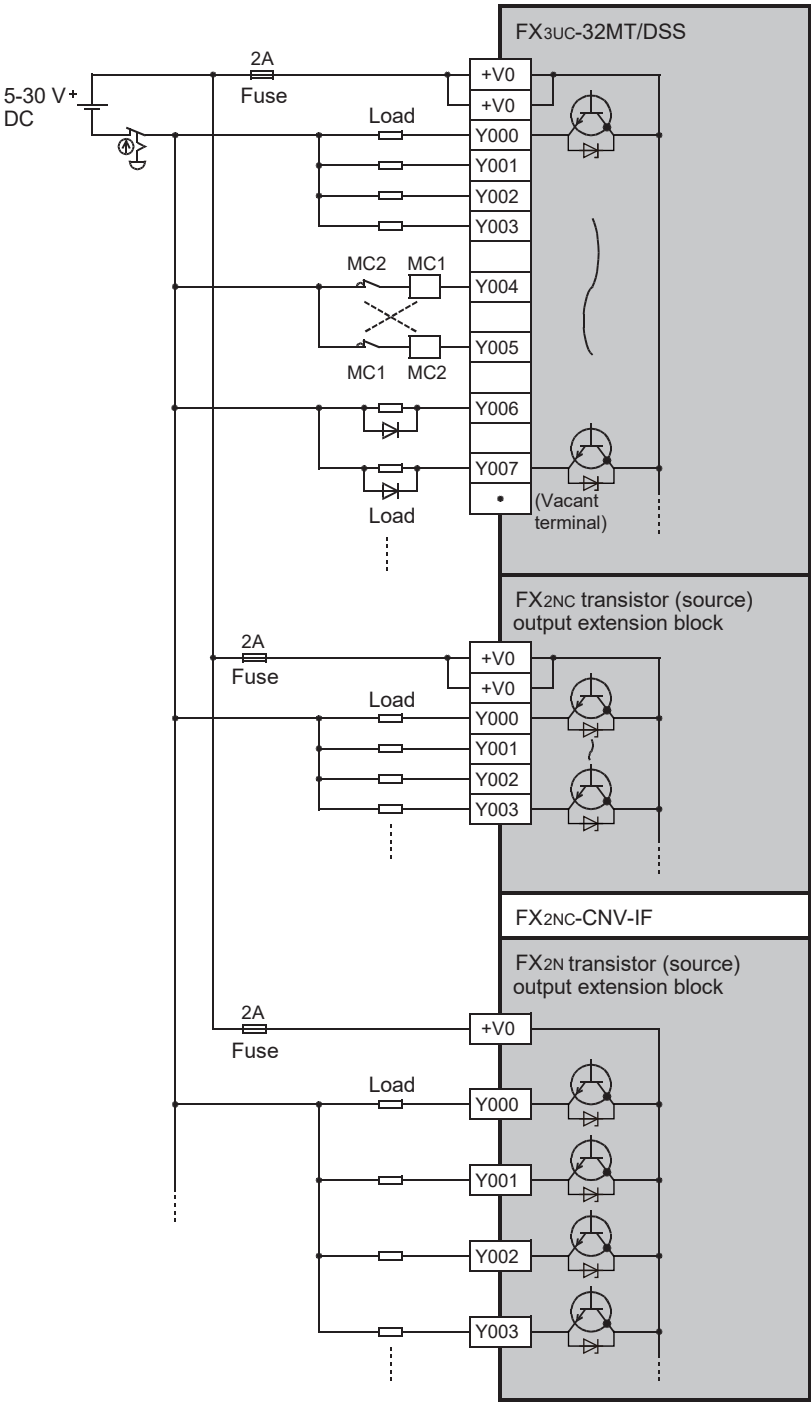 FX3UC-32MT/DSS
2A
Fuse
5-30 V+
DC
+V0
+V0
Load
Y000
Y001
Y002
Y003
MC2 MC1
Y004
Y005
MC1 MC2
Y006
Y007
Load
(Vacant
terminal)
FX2NC transistor (source)
output extension block
2A
Fuse
+V0
+V0
Load
Y000
Y001
Y002
Y003
FX2NC-CNV-IF
FX2N transistor (source)
output extension block
2A
Fuse
+V0
Load
Y000
Y001
Y002
Y003